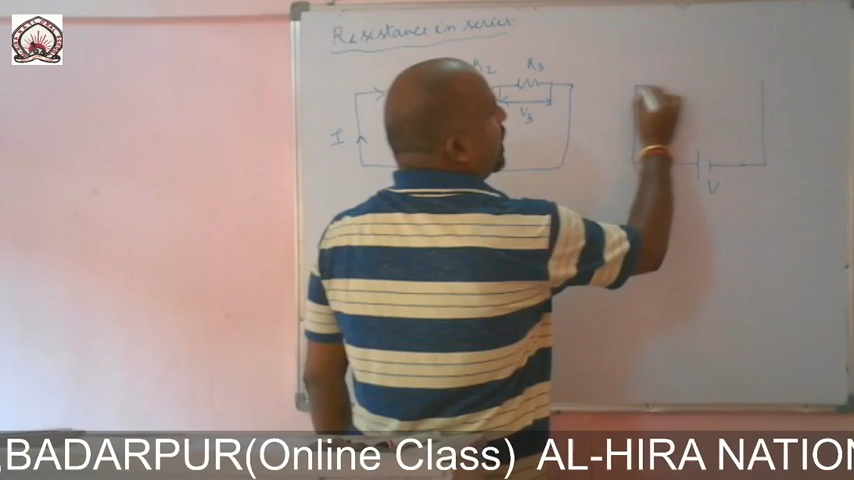 Resistance in series
R2 R3
V3
I
V
BADARPUR(Online Class) AL-HIRA NATION